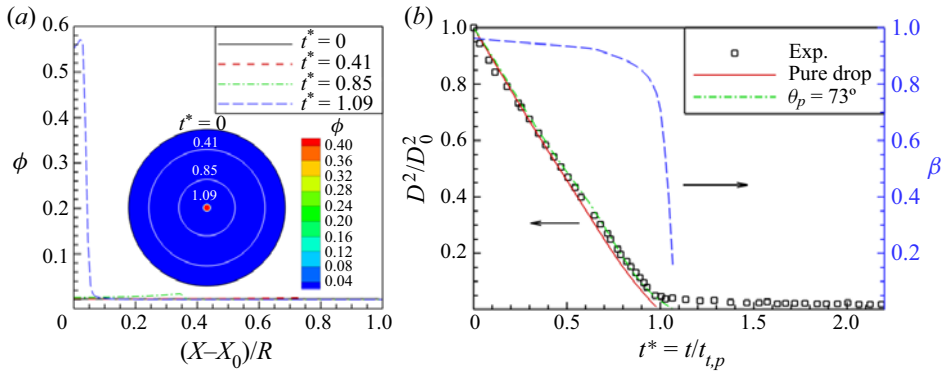 (a)
0.6
0.5
0.4
0.3
0.2
0.1
0
ϕ
t* = 0
t* = 0.41
t* = 0.85
t* = 1.09
t* = 0
0.41
0.85
1.09
ϕ
0.40
0.36
0.32
0.28
0.24
0.20
0.16
0.12
0.08
0.04
0 0.2 0.4 0.6 0.8 1.0
(X–X0)/R
(b)
1.0
0.8
0.6
0.4
0.2
D²/D₀²
Exp.
Pure drop
θp = 73º
1.0
0.8
0.6
0.4
0.2
β
0 0.5 1.0 1.5 2.0
t* = t/tt,p